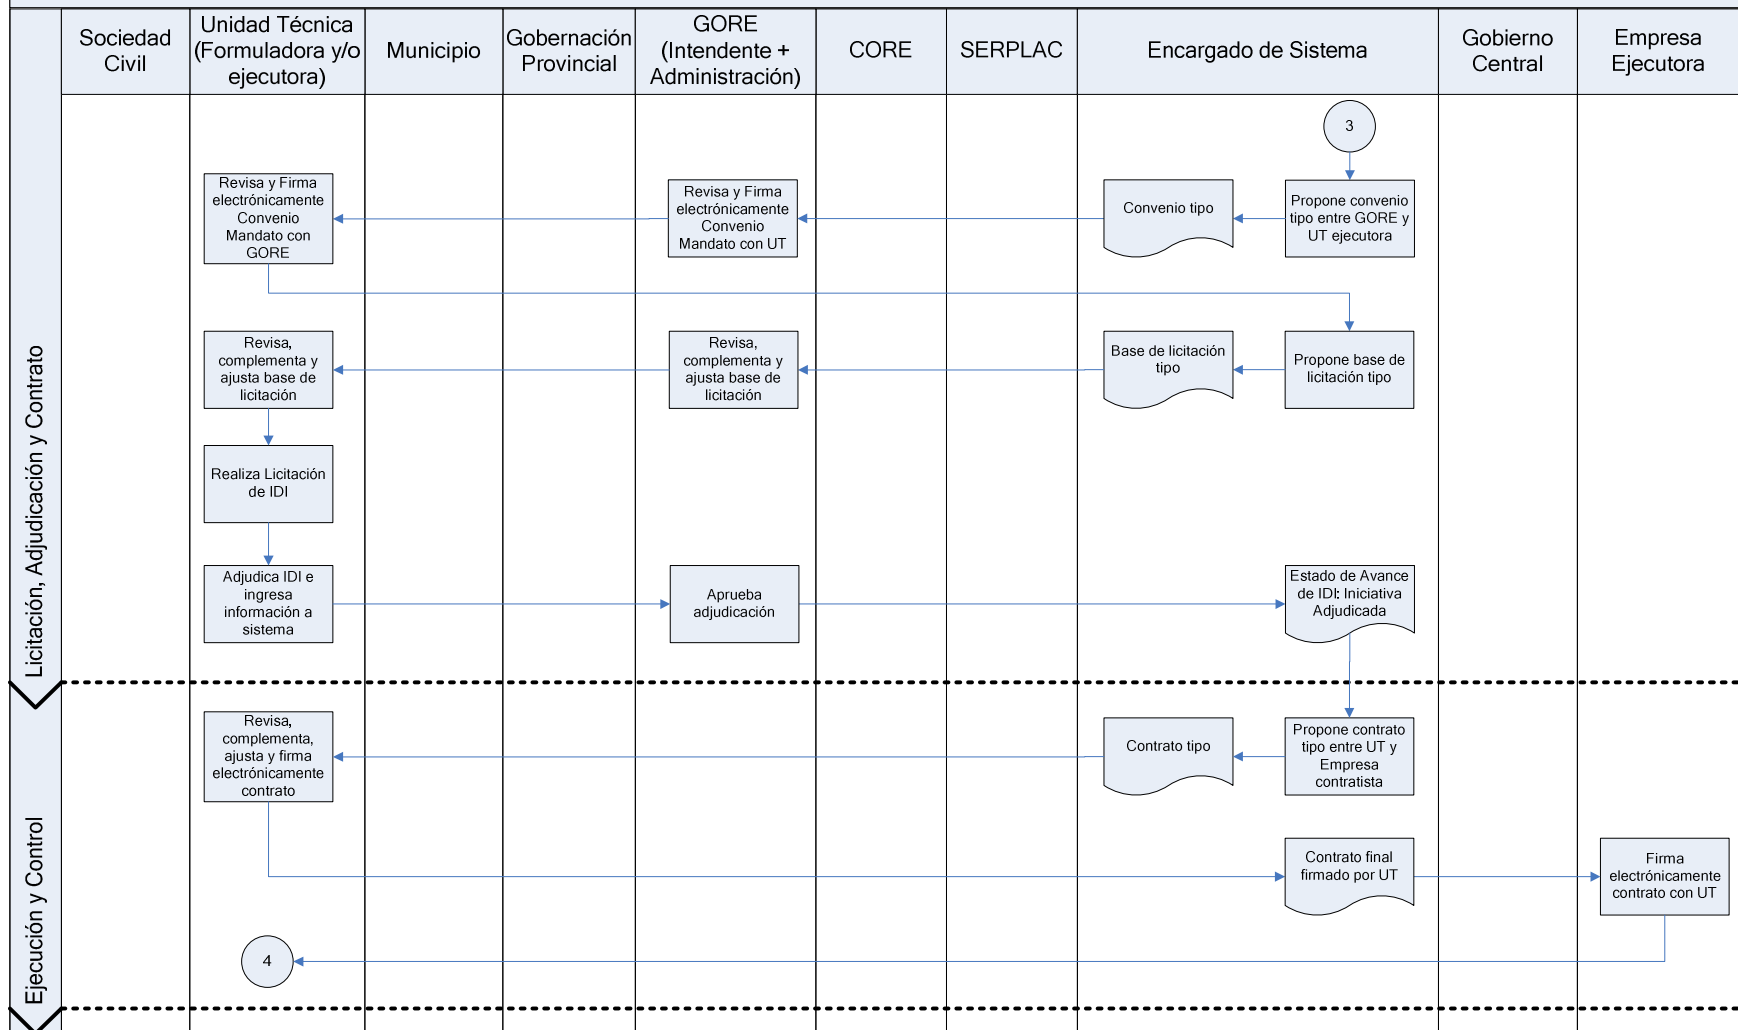 Sociedad
Civil
Unidad Técnica
(Formuladora y/o
ejecutora)
Municipio
Gobernación
Provincial
GORE
(Intendente +
Administración)
CORE
SERPLAC
Encargado de Sistema
Gobierno
Central
Empresa
Ejecutora
Licitación, Adjudicación y Contrato
3
Revisa y Firma
electrónicamente
Convenio
Mandato con
GORE
Revisa y Firma
electrónicamente
Convenio
Mandato con UT
Convenio tipo
Propone convenio
tipo entre GORE y
UT ejecutora
Revisa,
complementa y
ajusta base de
licitación
Revisa,
complementa y
ajusta base de
licitación
Base de licitación
tipo
Propone base de
licitación tipo
Realiza Licitación
de IDI
Adjudica IDI e
ingresa
información a
sistema
Aprueba
adjudicación
Estado de Avance
de IDI: Iniciativa
Adjudicada
Ejecución y Control
Revisa,
complementa,
ajusta y firma
electrónicamente
contrato
Contrato tipo
Propone contrato
tipo entre UT y
Empresa
contratista
Contrato final
firmado por UT
Firma
electrónicamente
contrato con UT
4